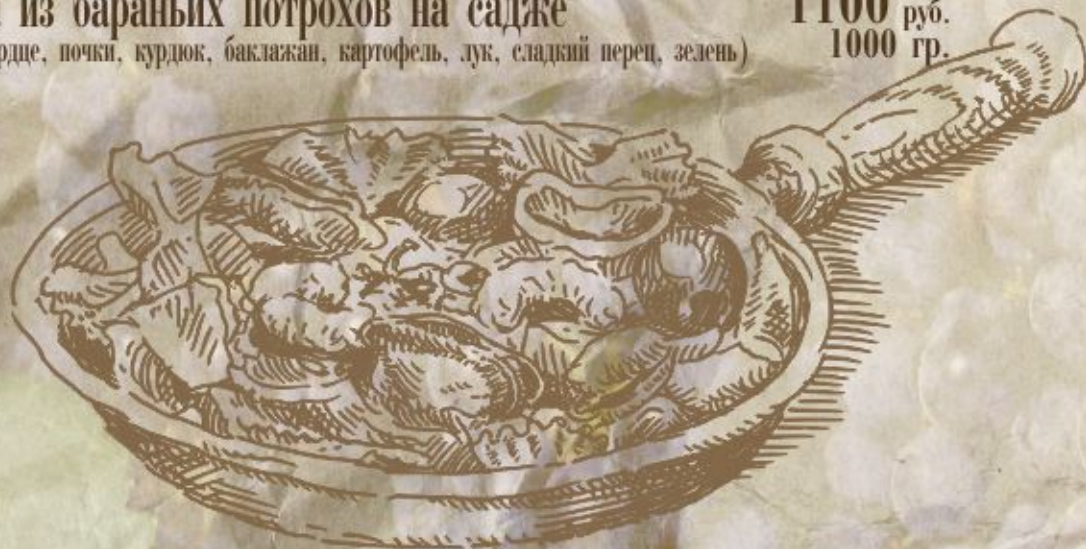 из бараньих потрохов на садже 1100 руб.
рдце, почки, курдюк, баклажан, картофель, лук, сладкий перец, зелень) 1000 гр.